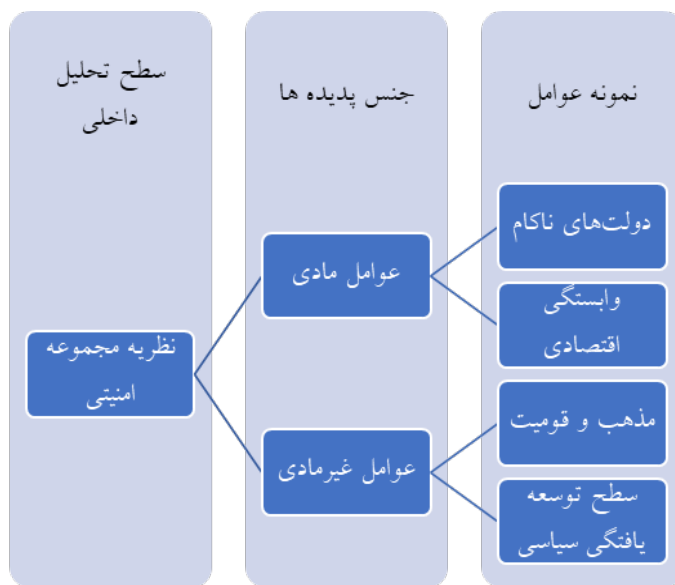 سطح تحلیل
داخلی
نظریه مجموعه
امنیتی
جنس پدیده ها
عوامل مادی
عوامل غیرمادی
نمونه عوامل
دولت‌های ناکام
وابستگی
اقتصادی
مذهب و قومیت
سطح توسعه
یافتگی سیاسی